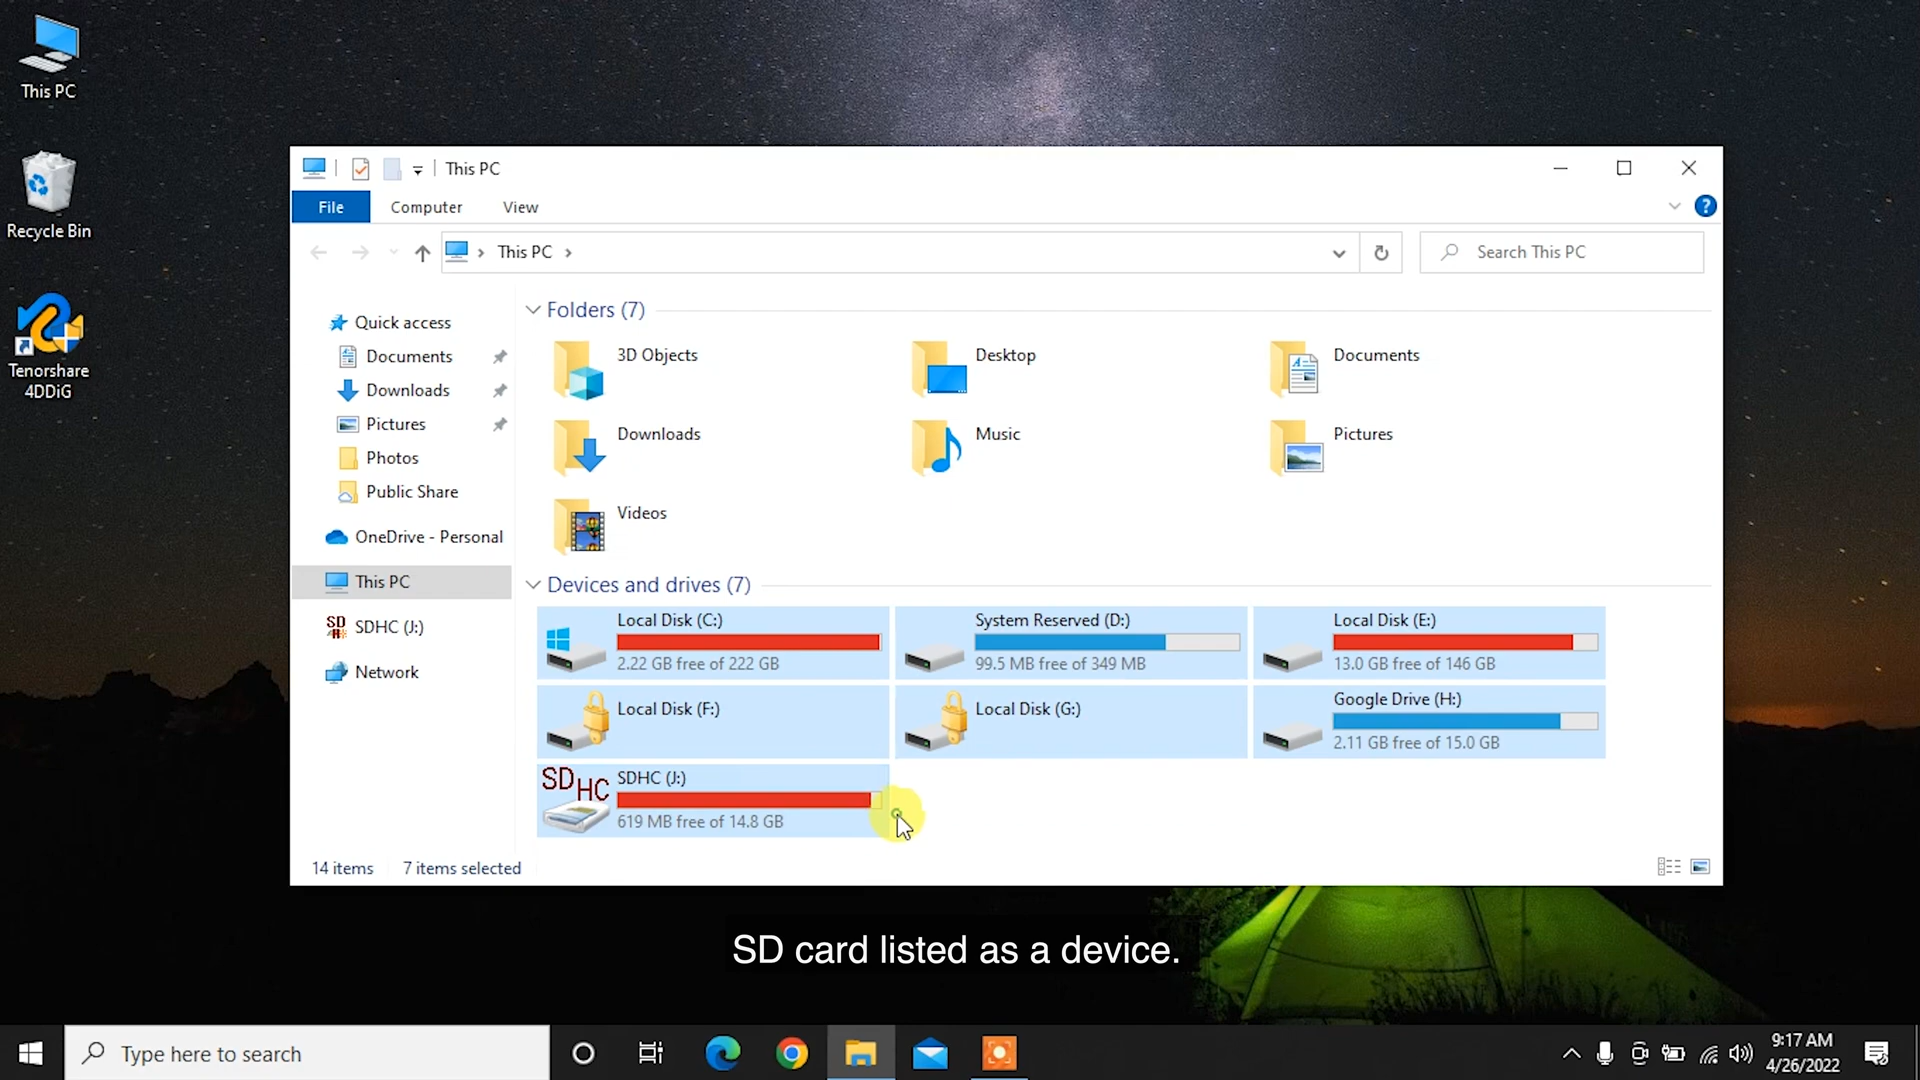 This PC
Recycle Bin
Tenorshare
4DDiG
This PC
File
Computer
View
?
This PC
Search This PC
Quick access
Documents
Downloads
Pictures
Photos
Public Share
OneDrive - Personal
This PC
SDHC (J:)
Network
Folders (7)
3D Objects
Desktop
Documents
Downloads
Music
Pictures
Videos
Devices and drives (7)
Local Disk (C:)
2.22 GB free of 222 GB
System Reserved (D:)
99.5 MB free of 349 MB
Local Disk (E:)
13.0 GB free of 146 GB
Local Disk (F:)
Local Disk (G:)
Google Drive (H:)
2.11 GB free of 15.0 GB
SDHC
SDHC (J:)
619 MB free of 14.8 GB
14 items
7 items selected
SD card listed as a device.
Type here to search
9:17 AM
4/26/2022